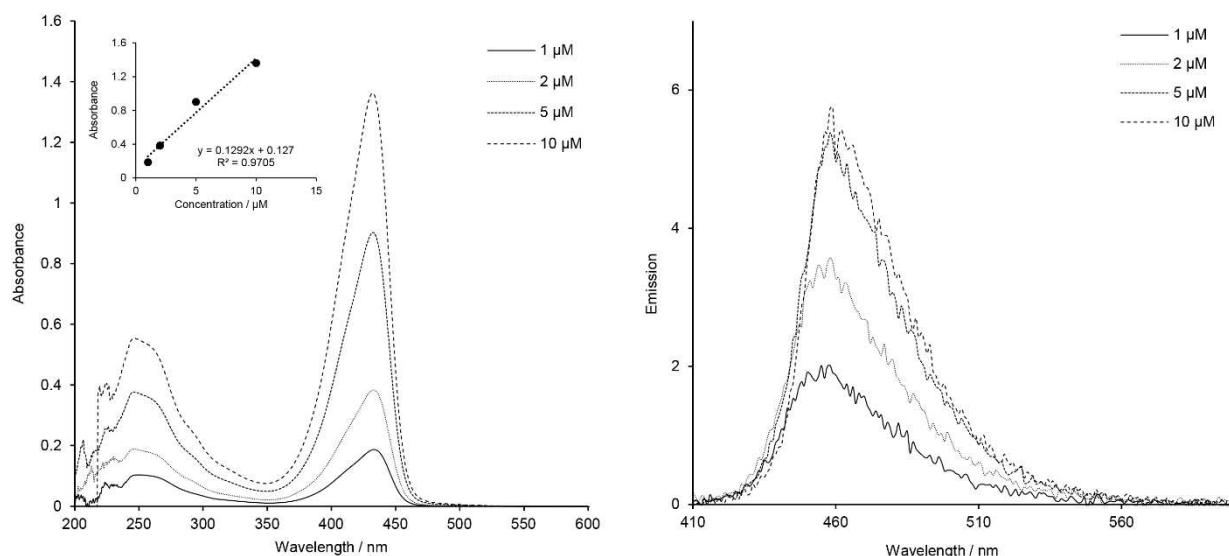 1.6
1.4
1.2
1
0.8
0.6
0.4
0.2
0
Absorbance
200 250 300 350 400 450 500 550 600
Wavelength / nm
1.6
1.2
0.8
0.4
0
Absorbance
y = 0.1292x + 0.127
R² = 0.9705
0 5 10 15
Concentration / µM
1 µM
2 µM
5 µM
10 µM
6
4
2
0
Emission
410 460 510 560
Wavelength / nm
1 µM
2 µM
5 µM
10 µM